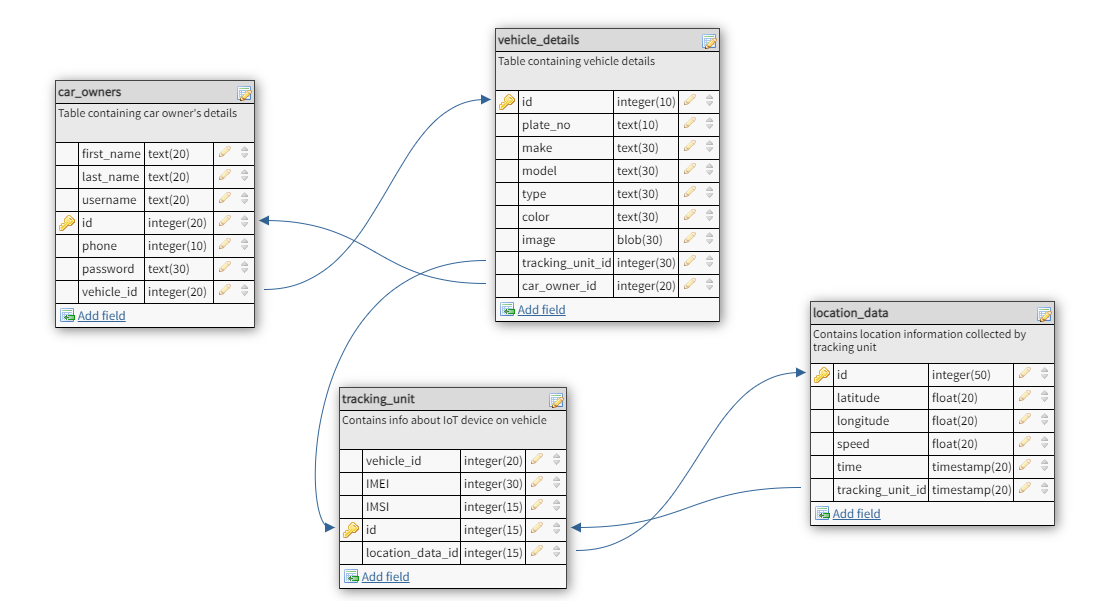 car_owners
Table containing car owner's details
first_name text(20)
last_name text(20)
username text(20)
id integer(20)
phone integer(10)
password text(30)
vehicle_id integer(20)
Add field
vehicle_details
Table containing vehicle details
id integer(10)
plate_no text(10)
make text(30)
model text(30)
type text(30)
color text(30)
image blob(30)
tracking_unit_id integer(30)
car_owner_id integer(20)
Add field
tracking_unit
Contains info about IoT device on vehicle
vehicle_id integer(20)
IMEI integer(30)
IMSI integer(15)
id integer(15)
location_data_id integer(15)
Add field
location_data
Contains location information collected by
tracking unit
id integer(50)
latitude float(20)
longitude float(20)
speed float(20)
time timestamp(20)
tracking_unit_id timestamp(20)
Add field